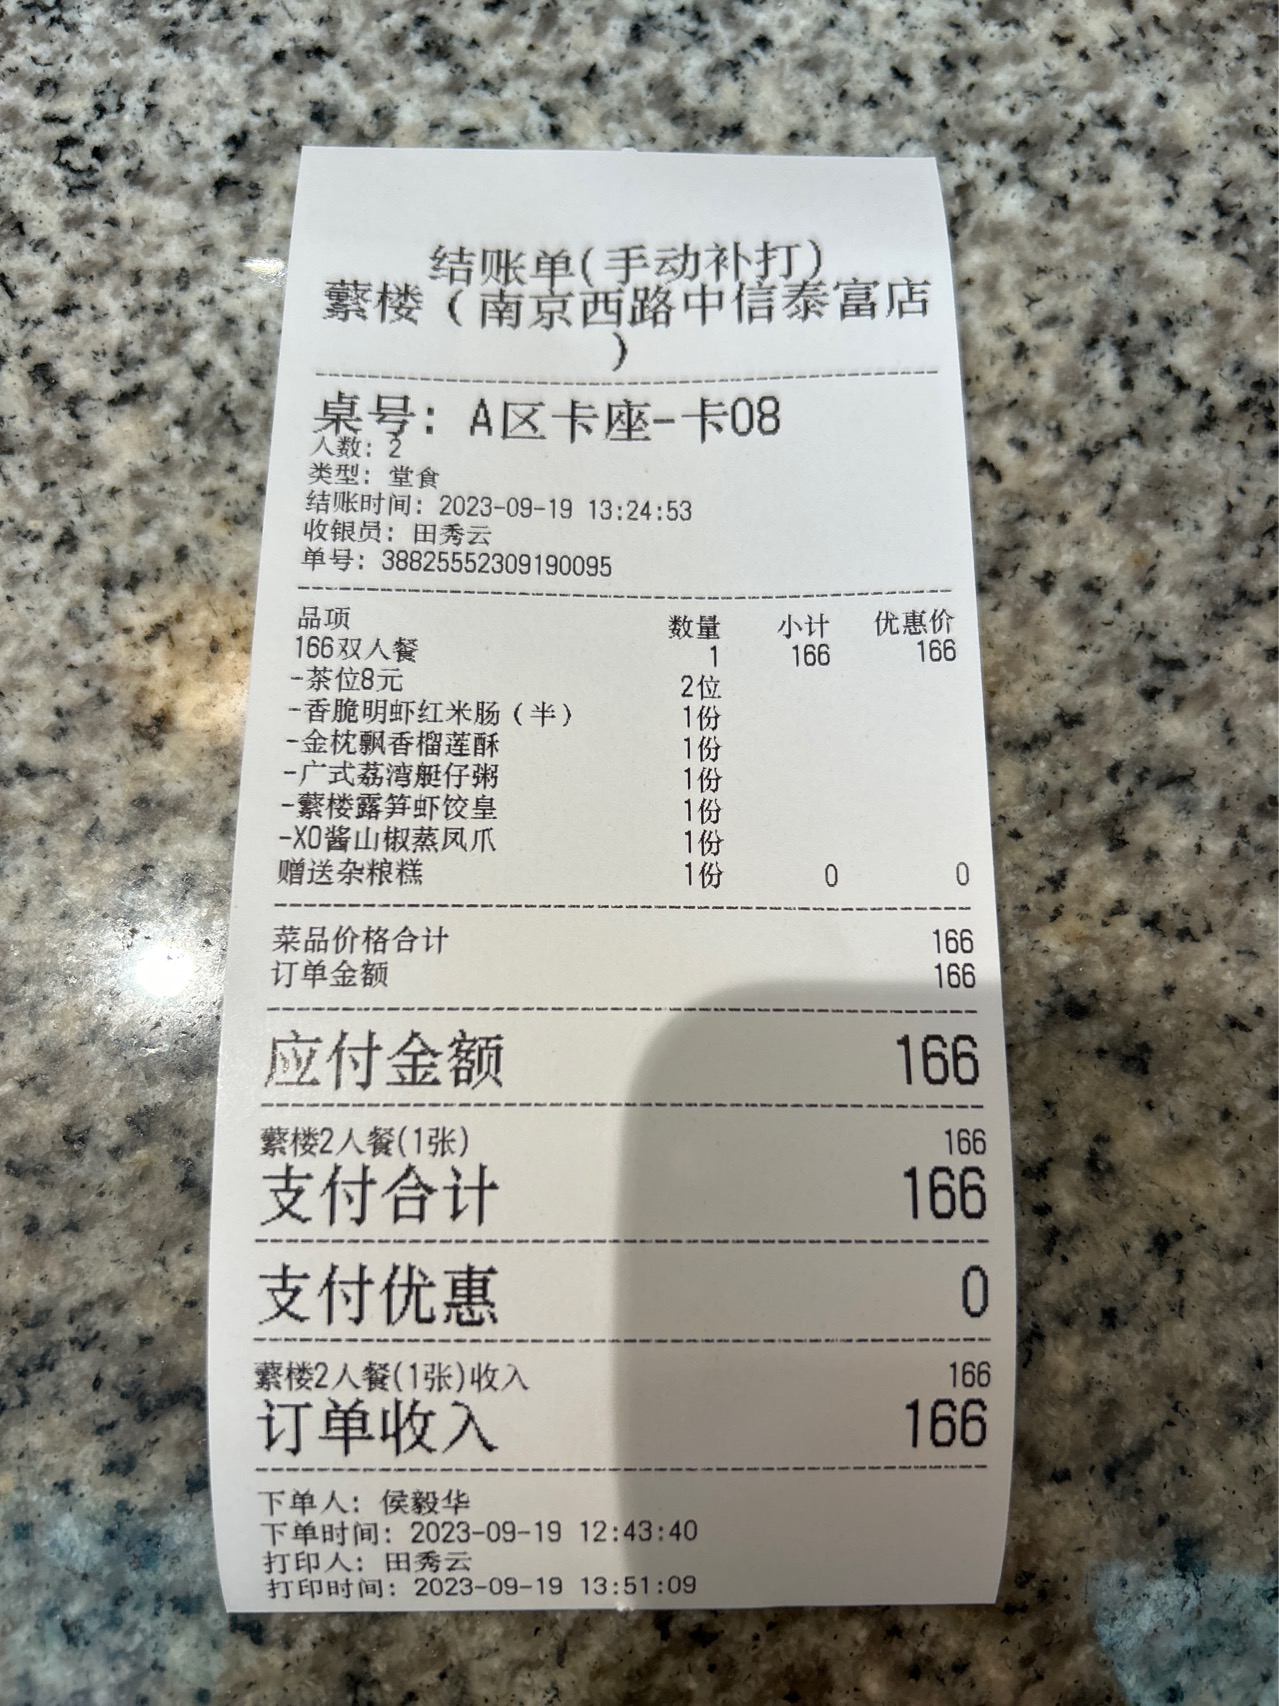 结账单(手动补打)
蘩楼（南京西路中信泰富店
）
桌号: A区卡座-卡08
人数: 2
类型: 堂食
结账时间: 2023-09-19 13:24:53
收银员: 田秀云
单号: 388255552309190095
品项 数量 小计 优惠价
166双人餐 1 166 166
-茶位8元 2位
-香脆明虾红米肠（半） 1份
-金枕飘香榴莲酥 1份
-广式荔湾艇仔粥 1份
-蘩楼露笋虾饺皇 1份
-XO酱山椒蒸凤爪 1份
赠送杂粮糕 1份 0 0
菜品价格合计 166
订单金额 166
应付金额 166
蘩楼2人餐(1张) 166
支付合计 166
支付优惠 0
蘩楼2人餐(1张)收入 166
订单收入 166
下单人: 侯毅华
下单时间: 2023-09-19 12:43:40
打印人: 田秀云
打印时间: 2023-09-19 13:51:09